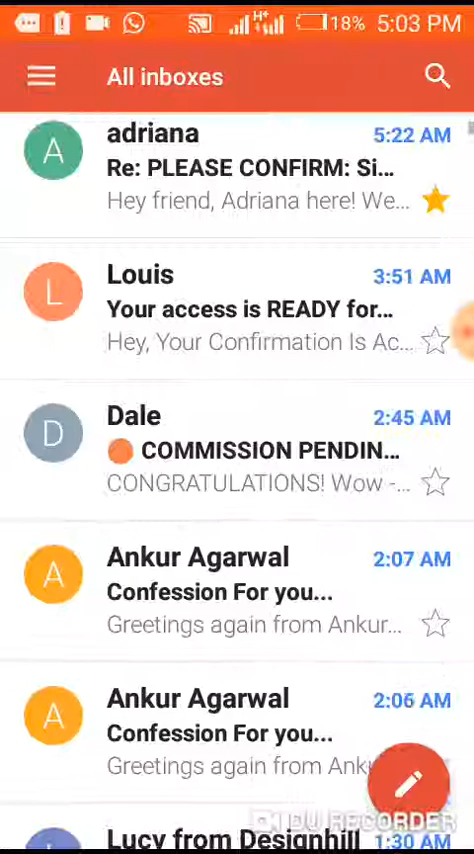 18% 5:03 PM
All inboxes
A
adriana 5:22 AM
Re: PLEASE CONFIRM: Si...
Hey friend, Adriana here! We...
L
Louis 3:51 AM
Your access is READY for...
Hey, Your Confirmation Is Ac...
D
Dale 2:45 AM
COMMISSION PENDIN...
CONGRATULATIONS! Wow -...
A
Ankur Agarwal 2:07 AM
Confession For you...
Greetings again from Ankur...
A
Ankur Agarwal 2:06 AM
Confession For you...
Greetings again from Ank
DU RECORDER
Lucy from Designhill 1:30 AM